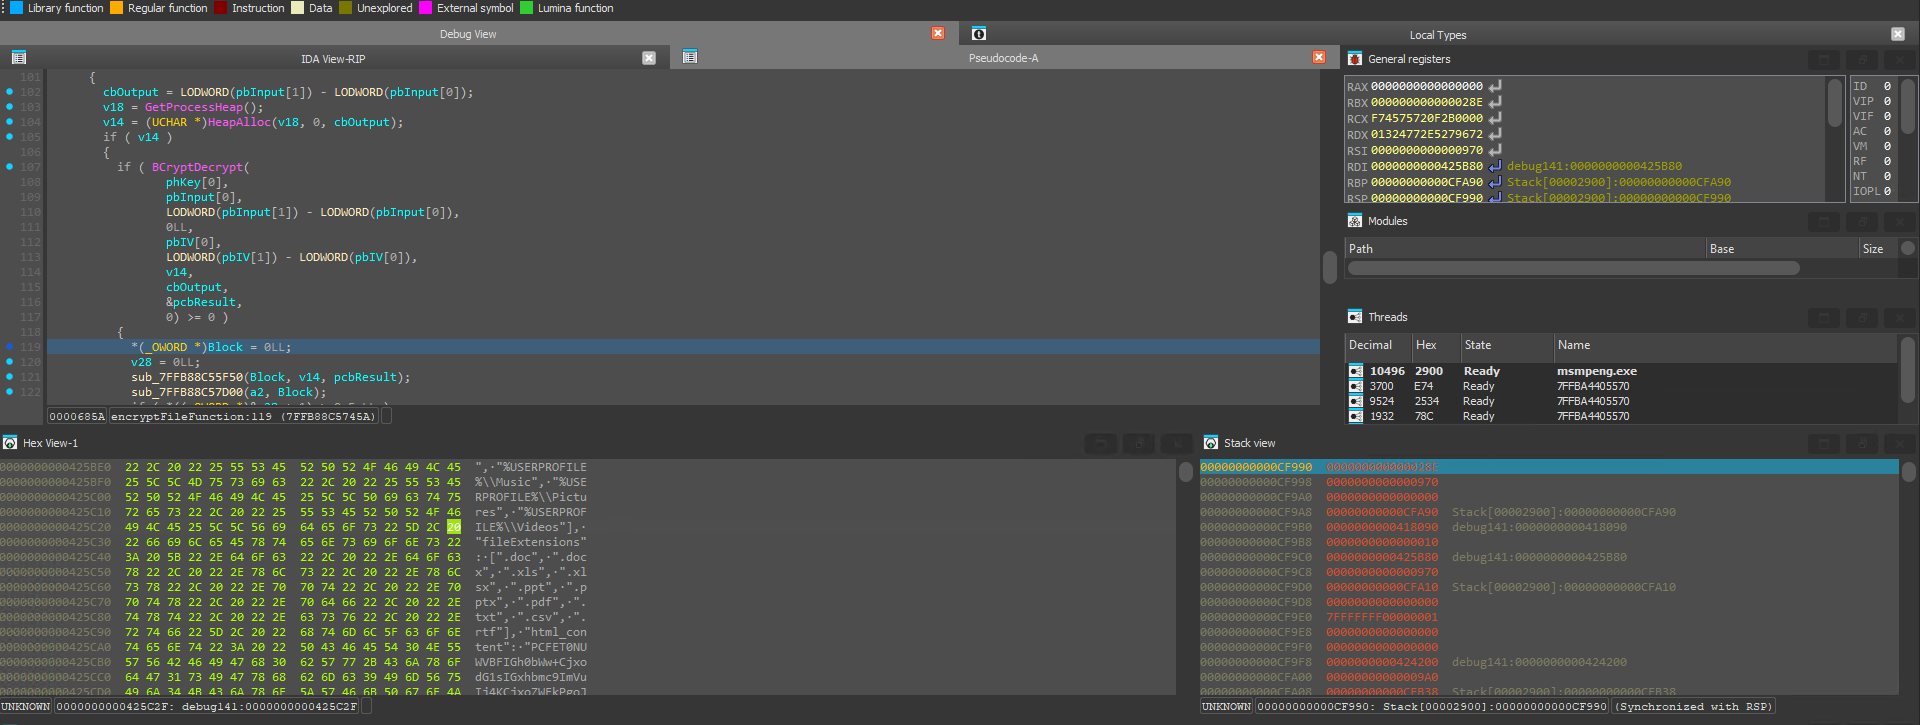 Library function Regular function Instruction Data Unexplored External symbol Lumina function
Debug View
Local Types
IDA View-RIP
Pseudocode-A
101 {
102 cbOutput = LODWORD(pbInput[1]) - LODWORD(pbInput[0]);
103 v18 = GetProcessHeap();
104 v14 = (UCHAR *)HeapAlloc(v18, 0, cbOutput);
105 if ( v14 )
106 {
107 if ( BCryptDecrypt(
108 phKey[0],
109 pbInput[0],
110 LODWORD(pbInput[1]) - LODWORD(pbInput[0]),
111 0LL,
112 pbIV[0],
113 LODWORD(pbIV[1]) - LODWORD(pbIV[0]),
114 v14,
115 cbOutput,
116 &pcbResult,
117 0) >= 0 )
118 {
119 *(_OWORD *)Block = 0LL;
120 v28 = 0LL;
121 sub_7FFB88C55F50(Block, v14, pcbResult);
122 sub_7FFB88C57D00(a2, Block);
0000685A encryptFileFunction:119 (7FFB88C5745A)
General registers
RAX 0000000000000000
RBX 000000000000028E
RCX F74575720F2B0000
RDX 01324772E5279672
RSI 0000000000000970
RDI 0000000000425B80 debug141:0000000000425B80
RBP 00000000000CFA90 Stack[00002900]:00000000000CFA90
RSP 00000000000CF990 Stack[00002900]:00000000000CF990
ID 0
VIP 0
VIF 0
AC 0
VM 0
RF 0
NT 0
IOPL 0
Modules
Path Base Size
Threads
Decimal Hex State Name
10496 2900 Ready msmpeng.exe
3700 E74 Ready 7FFBA4405570
9524 2534 Ready 7FFBA4405570
1932 78C Ready 7FFBA4405570
Hex View-1
0000000000425BE0 22 2C 20 22 25 55 53 45 52 50 52 4F 46 49 4C 45 ",·"%USERPROFILE
0000000000425BF0 25 5C 5C 4D 75 73 69 63 22 2C 20 22 25 55 53 45 %\\Music",·"%USE
0000000000425C00 52 50 52 4F 46 49 4C 45 25 5C 5C 50 69 63 74 75 RPROFILE%\\Pictu
0000000000425C10 72 65 73 22 2C 20 22 25 55 53 45 52 50 52 4F 46 res",·"%USERPROF
0000000000425C20 49 4C 45 25 5C 5C 56 69 64 65 6F 73 22 5D 2C 20 ILE%\\Videos"],·
0000000000425C30 22 66 69 6C 65 45 78 74 65 6E 73 69 6F 6E 73 22 "fileExtensions"
0000000000425C40 3A 20 5B 22 2E 64 6F 63 22 2C 20 22 2E 64 6F 63 :·[".doc",·".doc
0000000000425C50 78 22 2C 20 22 2E 78 6C 73 22 2C 20 22 2E 78 6C x",·".xls",·".xl
0000000000425C60 73 78 22 2C 20 22 2E 70 70 74 22 2C 20 22 2E 70 sx",·".ppt",·".p
0000000000425C70 70 74 78 22 2C 20 22 2E 70 64 66 22 2C 20 22 2E ptx",·".pdf",·".
0000000000425C80 74 78 74 22 2C 20 22 2E 63 73 76 22 2C 20 22 2E txt",·".csv",·".
0000000000425C90 72 74 66 22 5D 2C 20 22 68 74 6D 6C 5F 63 6F 6E rtf"],·"html_con
0000000000425CA0 74 65 6E 74 22 3A 20 22 50 43 46 45 54 30 4E 55 tent":·"PCFET0NU
0000000000425CB0 57 56 42 46 49 47 68 30 62 57 77 2B 43 6A 78 6F WVBFIGh0bWw+Cjxo
0000000000425CC0 64 47 31 73 49 47 78 68 62 6D 63 39 49 6D 56 75 dG1sIGxhbmc9ImVu
0000000000425CD0 49 6A 34 4B 43 6A 78 6F 5A 57 46 6B 50 67 6F 4A Ij4KCjxoZWFkPgoJ
UNKNOWN 0000000000425C2F: debug141:0000000000425C2F
Stack view
00000000000CF990 000000000000028E
00000000000CF998 0000000000000970
00000000000CF9A0 0000000000000000
00000000000CF9A8 00000000000CFA90 Stack[00002900]:00000000000CFA90
00000000000CF9B0 0000000000418090 debug141:0000000000418090
00000000000CF9B8 0000000000000010
00000000000CF9C0 0000000000425B80 debug141:0000000000425B80
00000000000CF9C8 0000000000000970
00000000000CF9D0 00000000000CFA10 Stack[00002900]:00000000000CFA10
00000000000CF9D8 0000000000000000
00000000000CF9E0 7FFFFFFF00000001
00000000000CF9E8 0000000000000000
00000000000CF9F0 0000000000000000
00000000000CF9F8 0000000000424200 debug141:0000000000424200
00000000000CFA00 00000000000009A0
00000000000CFA08 00000000000CFB38 Stack[00002900]:00000000000CFB38
UNKNOWN 00000000000CF990: Stack[00002900]:00000000000CF990 (Synchronized with RSP)